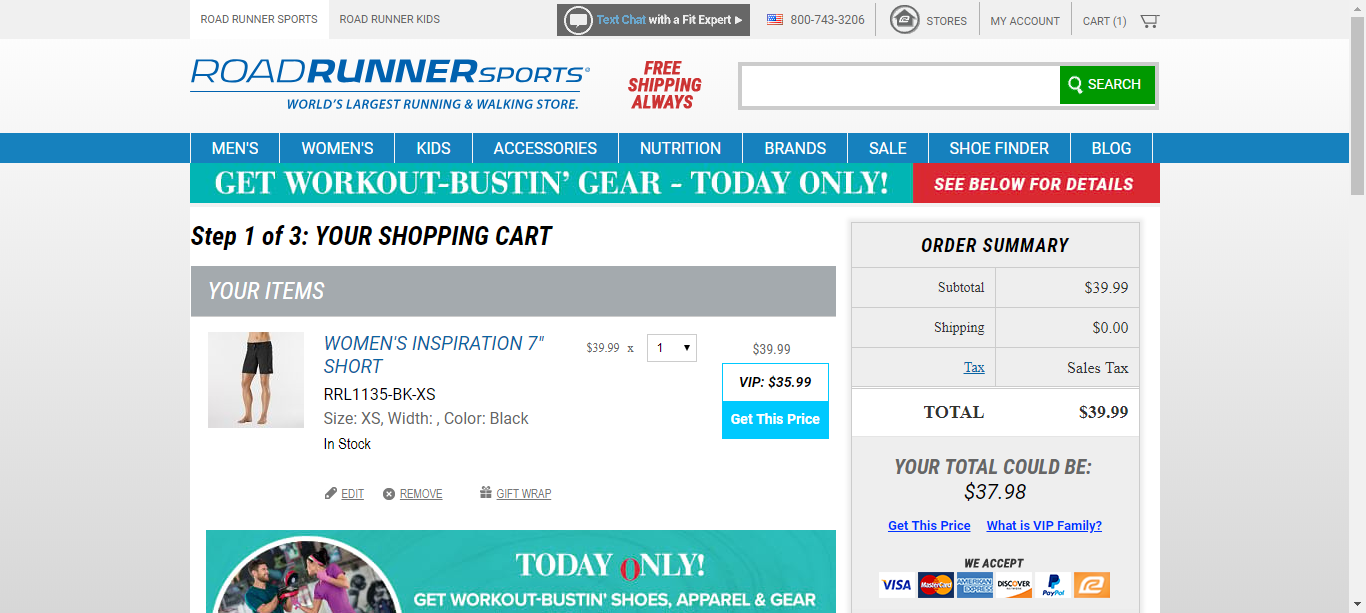 ROAD RUNNER SPORTS
ROAD RUNNER KIDS
Text Chat with a Fit Expert
800-743-3206
STORES
MY ACCOUNT
CART (1)
ROADRUNNERSPORTS
WORLD'S LARGEST RUNNING & WALKING STORE.
FREE
SHIPPING
ALWAYS
SEARCH
MEN'S
WOMEN'S
KIDS
ACCESSORIES
NUTRITION
BRANDS
SALE
SHOE FINDER
BLOG
GET WORKOUT-BUSTIN' GEAR - TODAY ONLY!
SEE BELOW FOR DETAILS
Step 1 of 3: YOUR SHOPPING CART
YOUR ITEMS
WOMEN'S INSPIRATION 7"
SHORT
RRL1135-BK-XS
Size: XS, Width: , Color: Black
In Stock
$39.99 x
1
$39.99
VIP: $35.99
Get This Price
EDIT
REMOVE
GIFT WRAP
TODAY ONLY!
GET WORKOUT-BUSTIN' SHOES, APPAREL & GEAR
ORDER SUMMARY
Subtotal $39.99
Shipping $0.00
Tax Sales Tax
TOTAL $39.99
YOUR TOTAL COULD BE:
$37.98
Get This Price What is VIP Family?
WE ACCEPT
VISA
MasterCard
AMERICAN EXPRESS
DISCOVER
PayPal